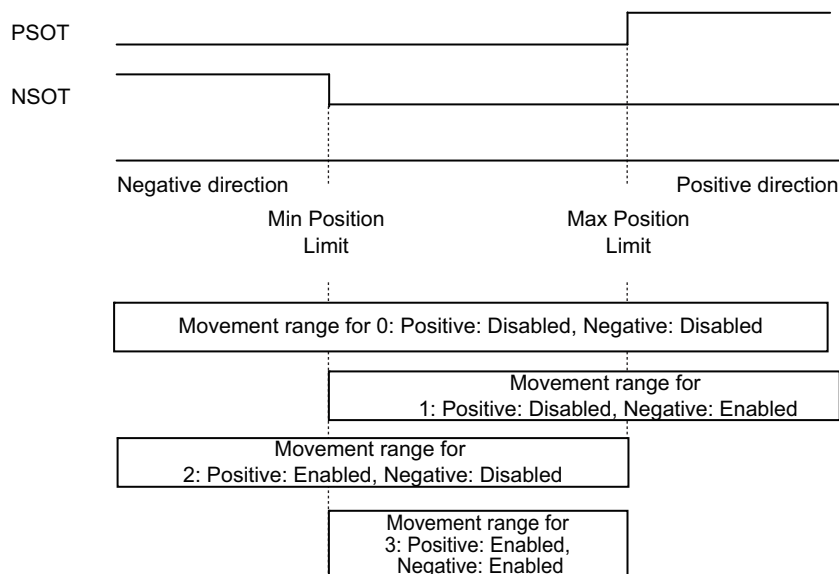 PSOT
NSOT
Negative direction
Positive direction
Min Position
Limit
Max Position
Limit
Movement range for 0: Positive: Disabled, Negative: Disabled
Movement range for
1: Positive: Disabled, Negative: Enabled
Movement range for
2: Positive: Enabled, Negative: Disabled
Movement range for
3: Positive: Enabled,
Negative: Enabled